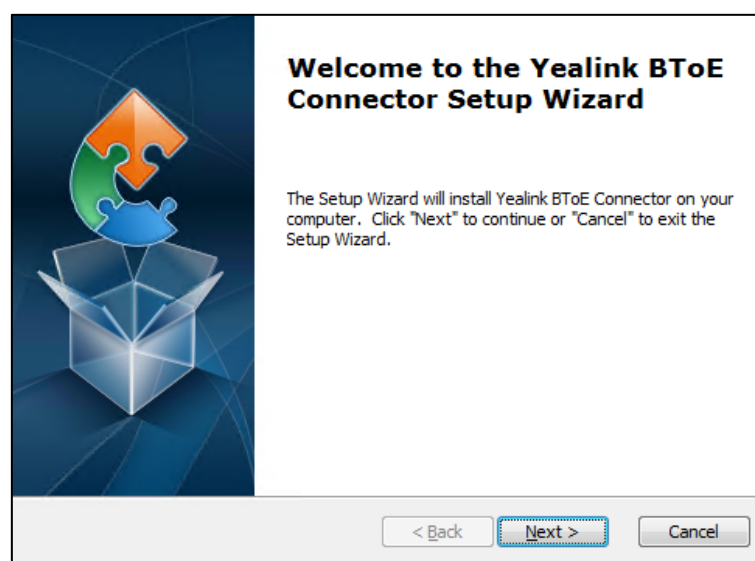 Welcome to the Yealink BToE
Connector Setup Wizard
The Setup Wizard will install Yealink BToE Connector on your
computer.  Click "Next" to continue or "Cancel" to exit the
Setup Wizard.
< Back
Next >
Cancel